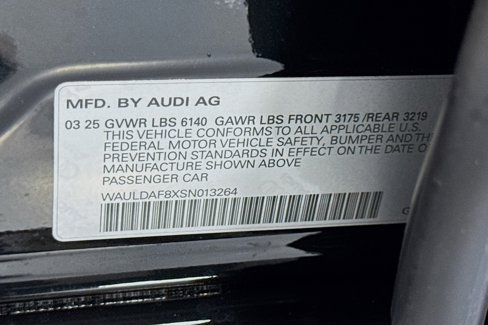 MFD. BY AUDI AG
03 25 GVWR LBS 6140 GAWR LBS FRONT 3175 /REAR 3219
THIS VEHICLE CONFORMS TO ALL APPLICABLE U.S.
FEDERAL MOTOR VEHICLE SAFETY, BUMPER AND TH
PREVENTION STANDARDS IN EFFECT ON THE DATE O
MANUFACTURE SHOWN ABOVE
PASSENGER CAR
WAULDAF8XSN013264
G